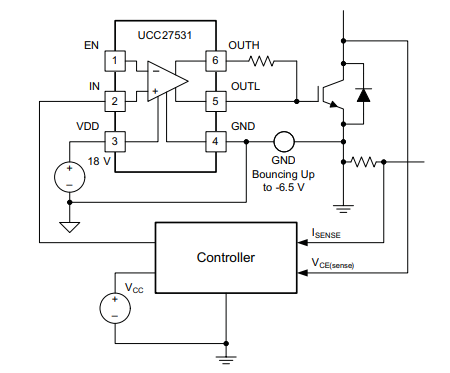 UCC27531
EN
1
6
OUTH
IN
2
5
OUTL
VDD
3
4
GND
18 V
+
−
GND
Bouncing Up
to -6.5 V
Controller
ISENSE
VCE(sense)
VCC
+
−